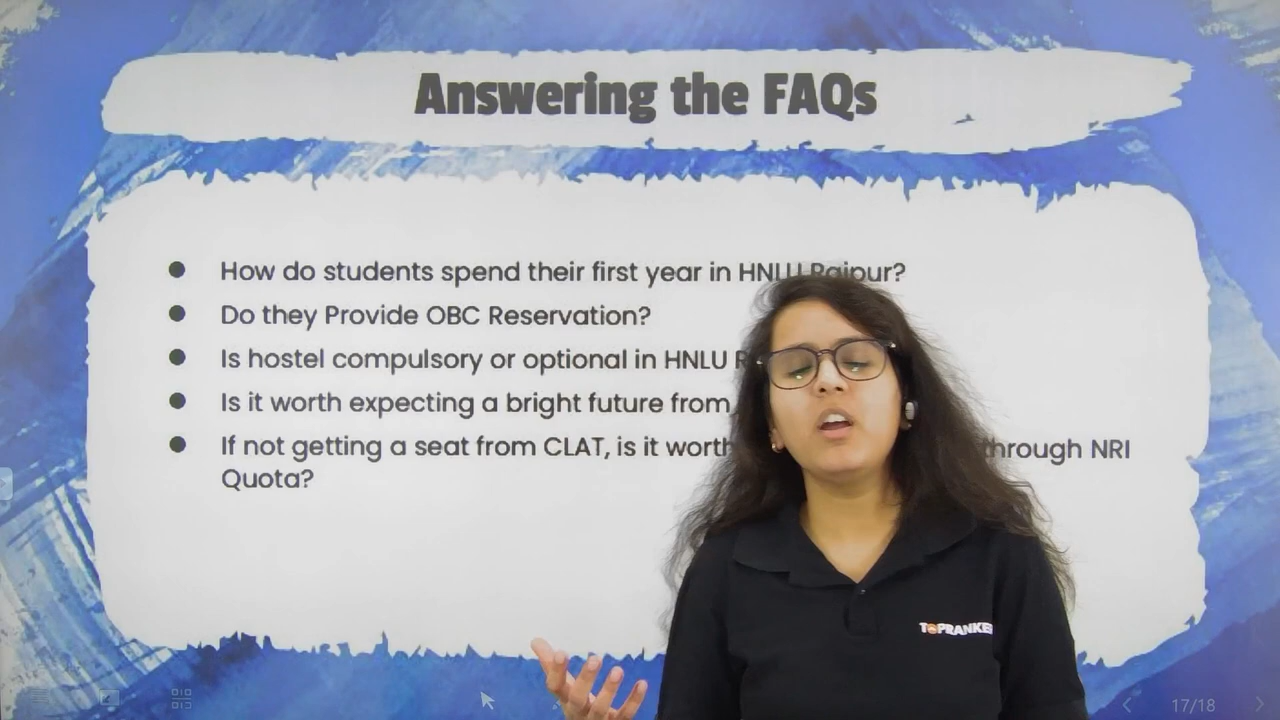 Answering the FAQs
How do students spend their first year in HNLU Raipur?
Do they Provide OBC Reservation?
Is hostel compulsory or optional in HNLU
Is it worth expecting a bright future from
If not getting a seat from CLAT, is it worth through NRI
Quota?
TOPRANKE
17/18